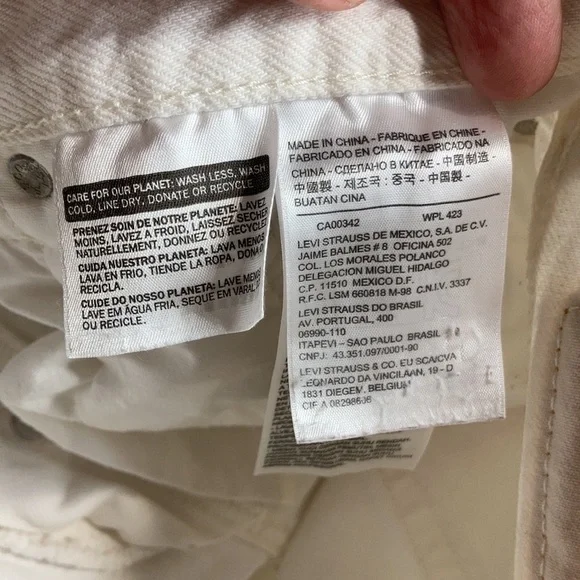 CARE FOR OUR PLANET: WASH LESS, WASH
COLD, LINE DRY, DONATE OR RECYCLE
PRENEZ SOIN DE NOTRE PLANETE: LAVEZ
MOINS, LAVEZ A FROID, LAISSEZ SECHER
NATURELLEMENT, DONNEZ OU RECYCLEZ
CUIDA NUESTRO PLANETA: LAVA MENOS,
LAVA EN FRIO, TIENDE LA ROPA, DONA
RECICLA.
CUIDE DO NOSSO PLANETA: LAVE MENOS
LAVE EM ÁGUA FRIA, SEQUE EM VARAL
OU RECICLE.
MADE IN CHINA - FABRIQUE EN CHINE -
FABRICADO EN CHINA - FABRICADO NA
CHINA - СДЕЛАНО В КИТАЕ - 中国制造 -
中國製 - 제조국 : 중국 - 中国製 -
BUATAN CINA
CA00342 WPL 423
LEVI STRAUSS DE MEXICO, S.A. DE C.V.
JAIME BALMES # 8 OFICINA 502
COL. LOS MORALES POLANCO
DELEGACION MIGUEL HIDALGO
C.P. 11510 MEXICO D.F.
R.F.C. LSM 660818 M-98 C.N.I.V. 3337
LEVI STRAUSS DO BRASIL
AV. PORTUGAL, 400
06990-110
ITAPEVI – SAO PAULO BRASIL
CNPJ: 43.351.097/0001-90
LEVI STRAUSS & CO. EU SCA/CVA
LEONARDO DA VINCILAAN, 19 - D
1831 DIEGEM, BELGIUM
CIF A 08298606